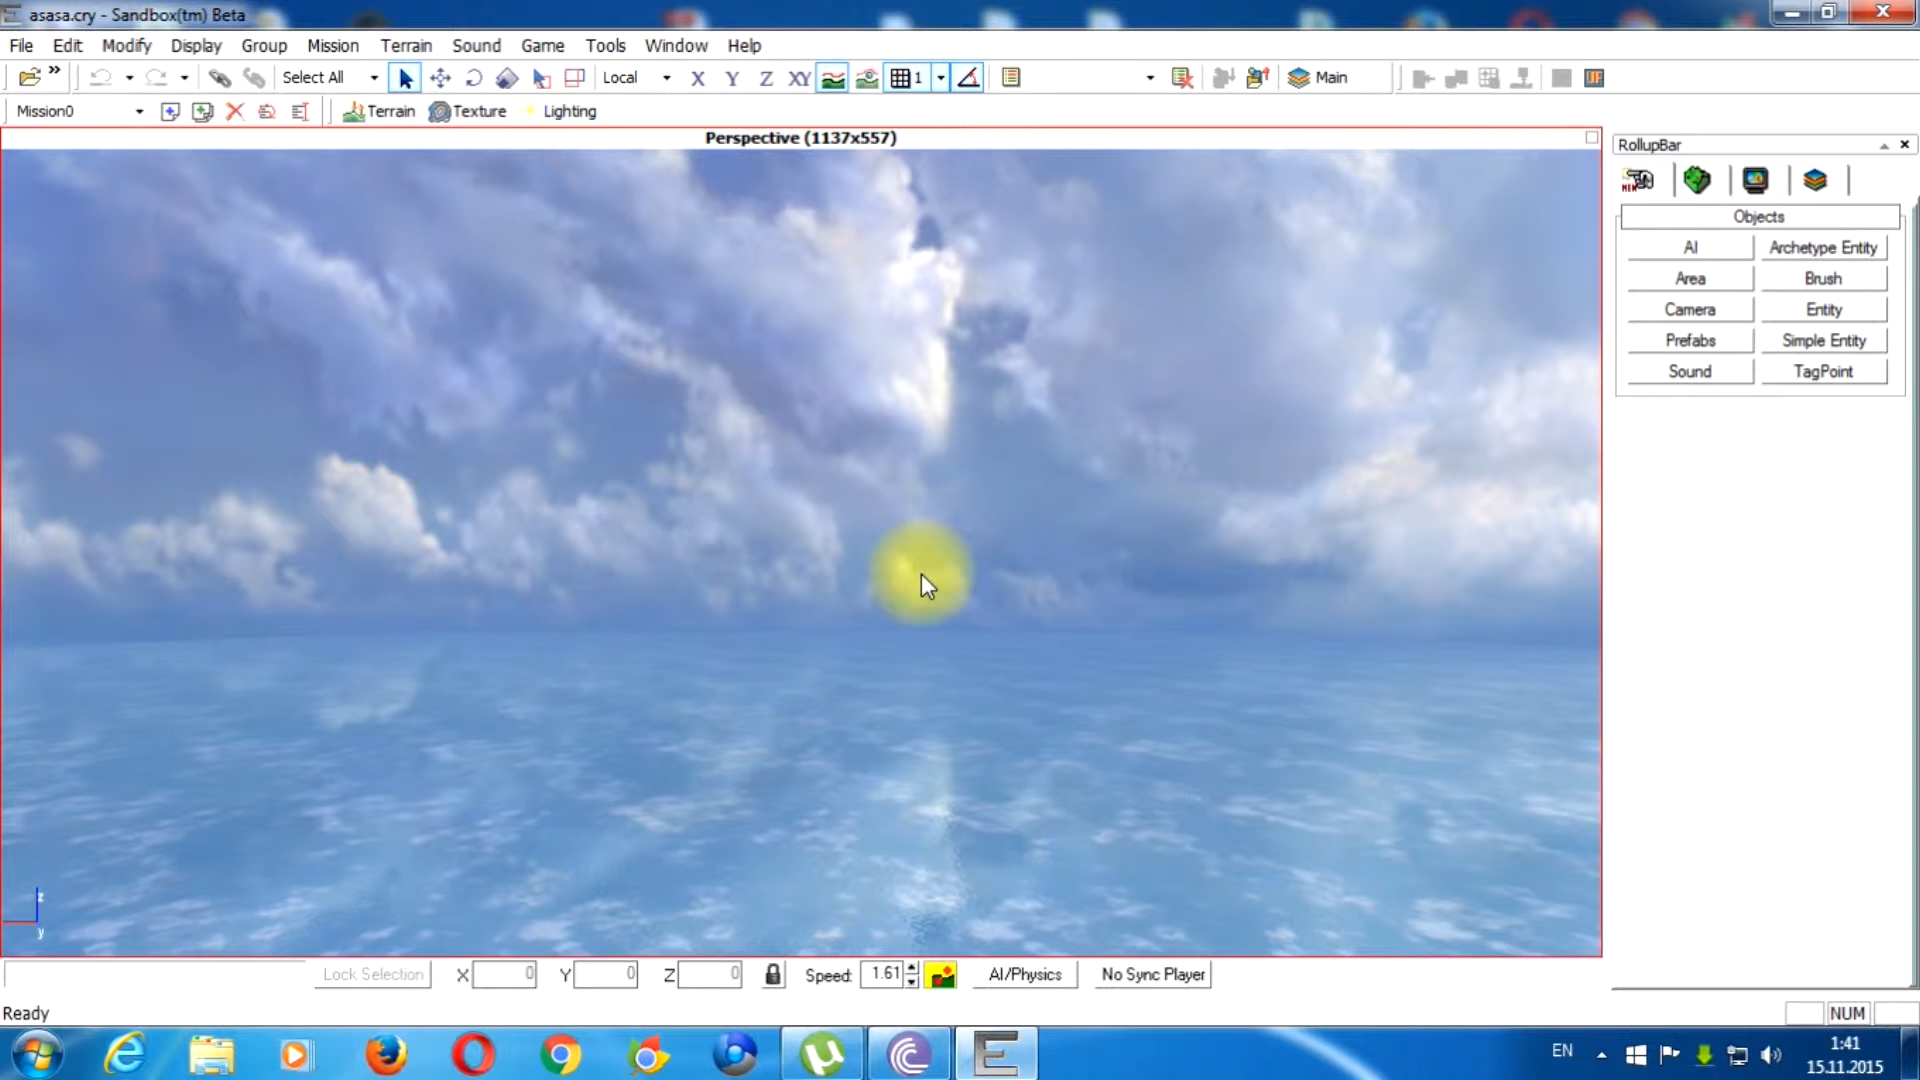 asasa.cry - Sandbox(tm) Beta
File Edit Modify Display Group Mission Terrain Sound Game Tools Window Help
Select All Local X Y Z XY 1 Main
Mission0 Terrain Texture Lighting
Perspective (1137x557)
RollupBar
NEW
Objects
AI Archetype Entity
Area Brush
Camera Entity
Prefabs Simple Entity
Sound TagPoint
z
y
Lock Selection X 0 Y 0 Z 0 Speed: 1.61 AI/Physics No Sync Player
Ready
NUM
EN
1:41
15.11.2015